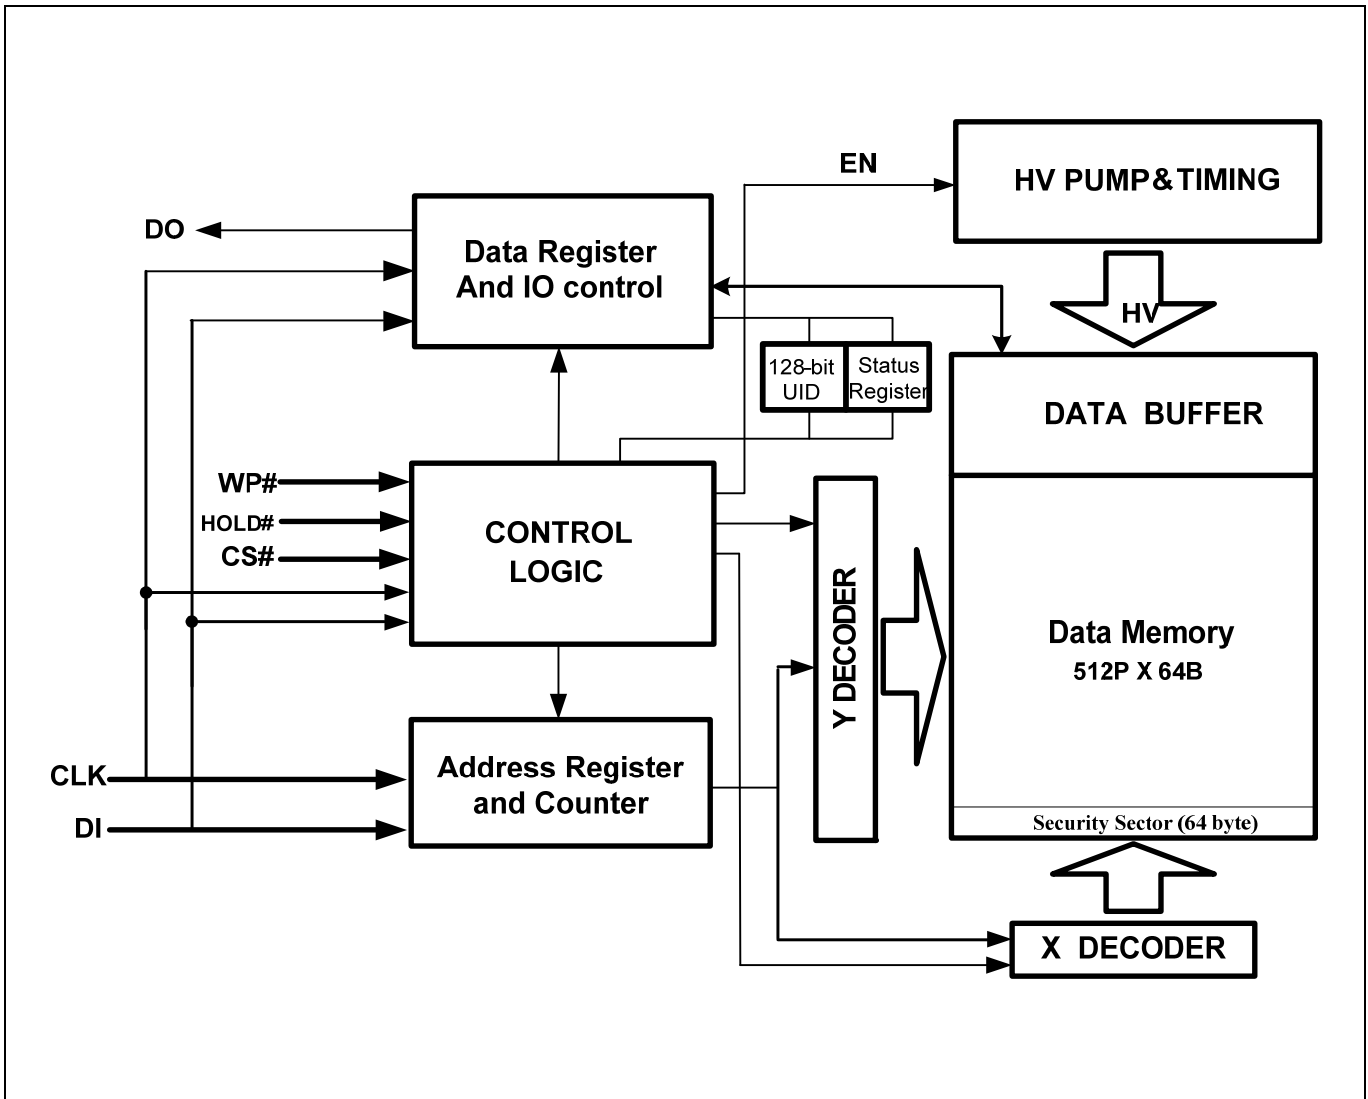 EN
HV PUMP&TIMING
DO
Data Register
And IO control
HV
128-bit
UID
Status
Register
DATA BUFFER
WP#
HOLD#
CS#
CONTROL
LOGIC
Y DECODER
Data Memory
512P X 64B
CLK
DI
Address Register
and Counter
Security Sector (64 byte)
X DECODER